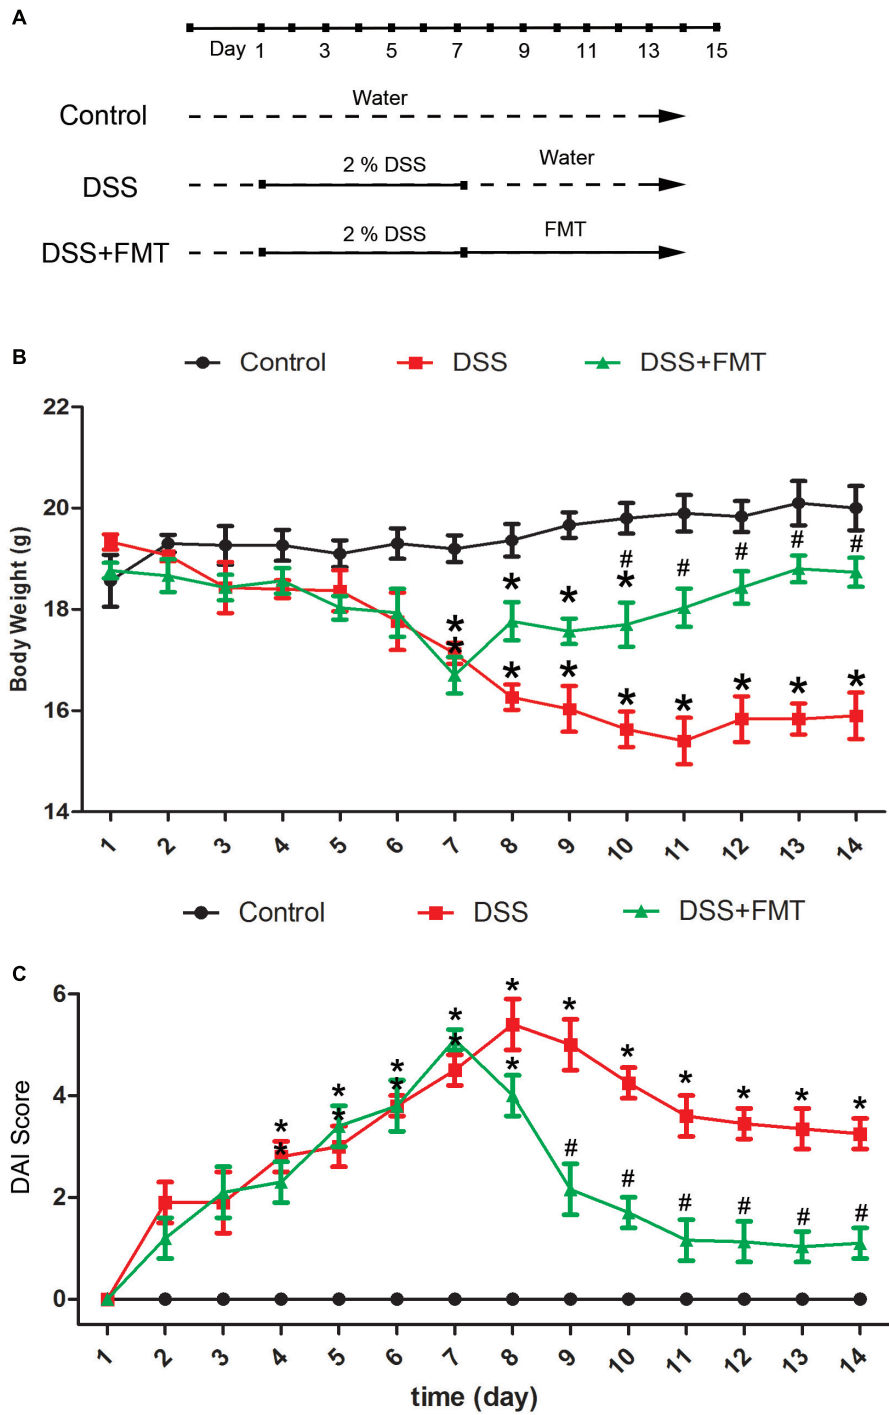 A
Day 1 3 5 7 9 11 13 15
Control Water
DSS 2 % DSS Water
DSS+FMT 2 % DSS FMT
B
Control DSS DSS+FMT
Body Weight (g)
22
20
18
16
14
# # # # #
* * *
* *
* * * * * * *
1 2 3 4 5 6 7 8 9 10 11 12 13 14
Control DSS DSS+FMT
C
DAI Score
6
4
2
0
* * * * * * * * * * *
* * * * *
# # # # # #
1 2 3 4 5 6 7 8 9 10 11 12 13 14
time (day)